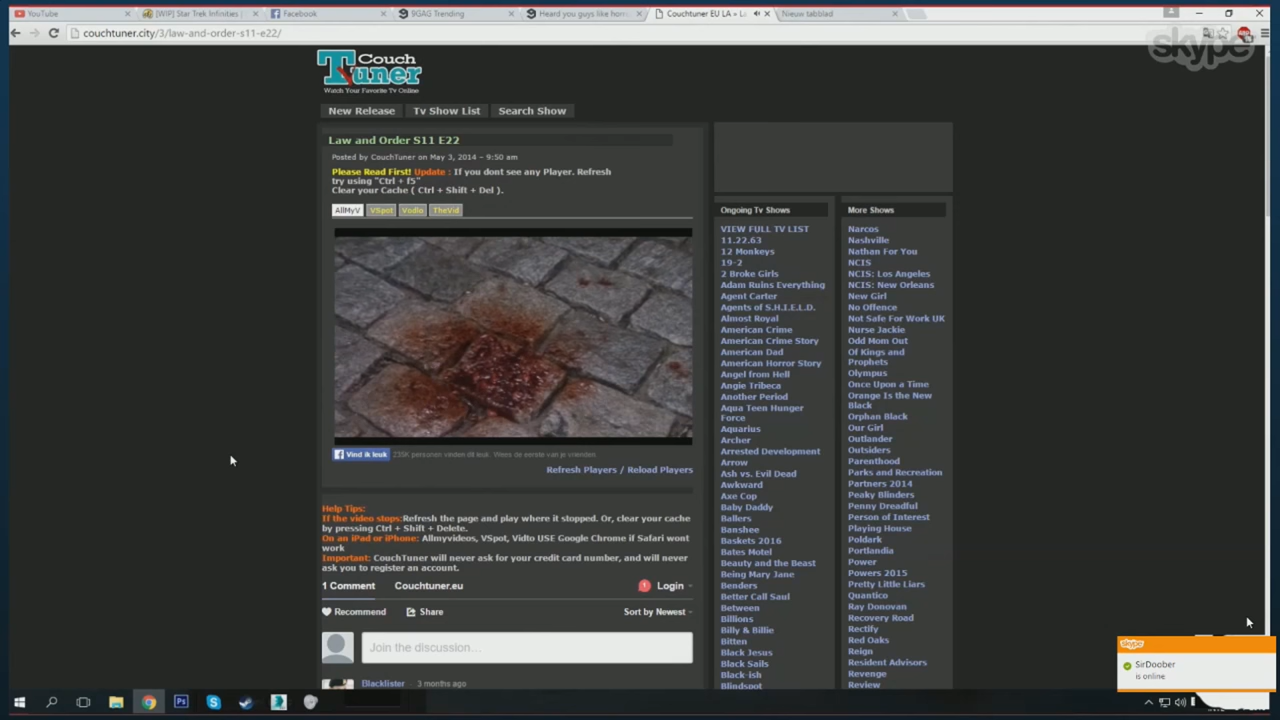 YouTube
[WIP] Star Trek Infinities |
Facebook
9GAG Trending
Heard you guys like horr
Couchtuner EU LA » La
Nieuw tabblad
couchtuner.city/3/law-and-order-s11-e22/
skype
Couch
Tuner
Watch Your Favorite Tv Online
New Release
Tv Show List
Search Show
Law and Order S11 E22
Posted by CouchTuner on May 3, 2014 – 9:50 am
Please Read First! Update : If you dont see any Player. Refresh
try using "Ctrl + f5"
Clear your Cache ( Ctrl + Shift + Del ).
AllMyV
VSpot
Vodlo
TheVid
Vind ik leuk
235K personen vinden dit leuk. Wees de eerste van je vrienden.
Refresh Players / Reload Players
Help Tips:
If the video stops:Refresh the page and play where it stopped. Or, clear your cache
by pressing Ctrl + Shift + Delete.
On an iPad or iPhone: Allmyvideos, VSpot, Vidto USE Google Chrome if Safari wont
work
Important: CouchTuner will never ask for your credit card number, and will never
ask you to register an account.
1 Comment
Couchtuner.eu
Login
Recommend
Share
Sort by Newest
Join the discussion…
Blacklister · 3 months ago
Ongoing Tv Shows
VIEW FULL TV LIST
11.22.63
12 Monkeys
19-2
2 Broke Girls
Adam Ruins Everything
Agent Carter
Agents of S.H.I.E.L.D.
Almost Royal
American Crime
American Crime Story
American Dad
American Horror Story
Angel from Hell
Angie Tribeca
Another Period
Aqua Teen Hunger
Force
Aquarius
Archer
Arrested Development
Arrow
Ash vs. Evil Dead
Awkward
Axe Cop
Baby Daddy
Ballers
Banshee
Baskets 2016
Bates Motel
Beauty and the Beast
Being Mary Jane
Benders
Better Call Saul
Between
Billions
Billy & Billie
Bitten
Black Jesus
Black Sails
Black-ish
Blindspot
More Shows
Narcos
Nashville
Nathan For You
NCIS
NCIS: Los Angeles
NCIS: New Orleans
New Girl
No Offence
Not Safe For Work UK
Nurse Jackie
Odd Mom Out
Of Kings and
Prophets
Olympus
Once Upon a Time
Orange Is the New
Black
Orphan Black
Our Girl
Outlander
Outsiders
Parenthood
Parks and Recreation
Partners 2014
Peaky Blinders
Penny Dreadful
Person of Interest
Playing House
Poldark
Portlandia
Power
Powers 2015
Pretty Little Liars
Quantico
Ray Donovan
Recovery Road
Rectify
Red Oaks
Reign
Resident Advisors
Revenge
Review
skype
SirDoober
is online